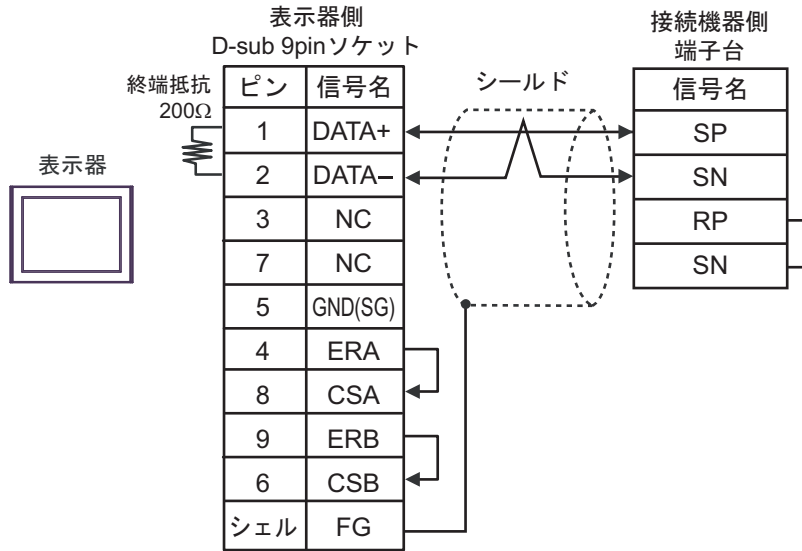 表示器側
D-sub 9pinソケット
接続機器側
端子台
終端抵抗
200Ω
シールド
表示器
ピン 信号名
1 DATA+
2 DATA−
3 NC
7 NC
5 GND(SG)
4 ERA
8 CSA
9 ERB
6 CSB
シェル FG
信号名
SP
SN
RP
SN